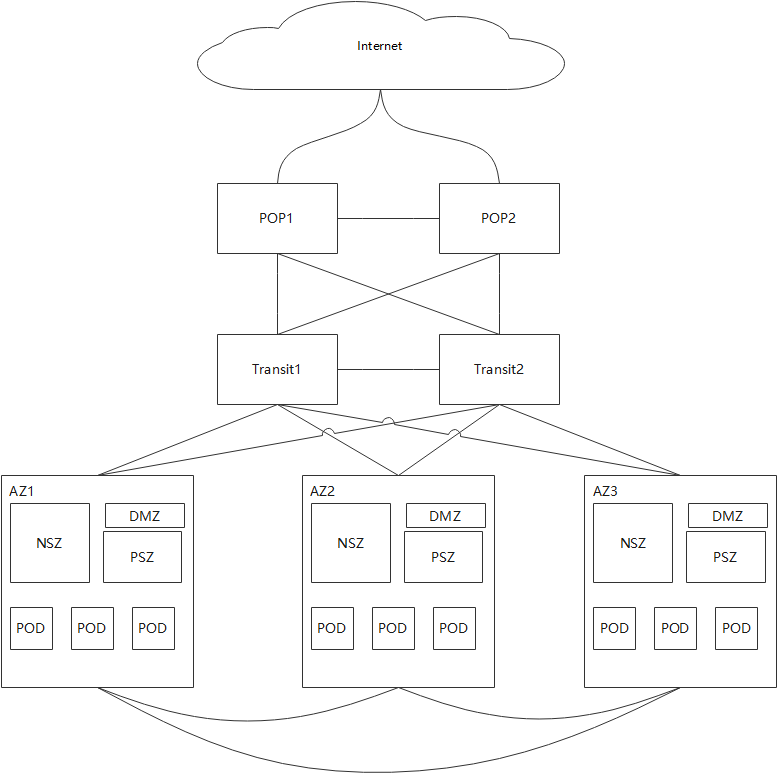 Internet
POP1
POP2
Transit1
Transit2
AZ1
NSZ
DMZ
PSZ
POD
POD
POD
AZ2
NSZ
DMZ
PSZ
POD
POD
POD
AZ3
NSZ
DMZ
PSZ
POD
POD
POD